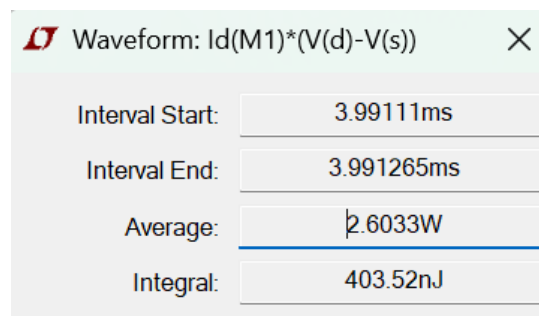 Waveform: Id(M1)*(V(d)-V(s))
Interval Start: 3.99111ms
Interval End: 3.991265ms
Average: 2.6033W
Integral: 403.52nJ